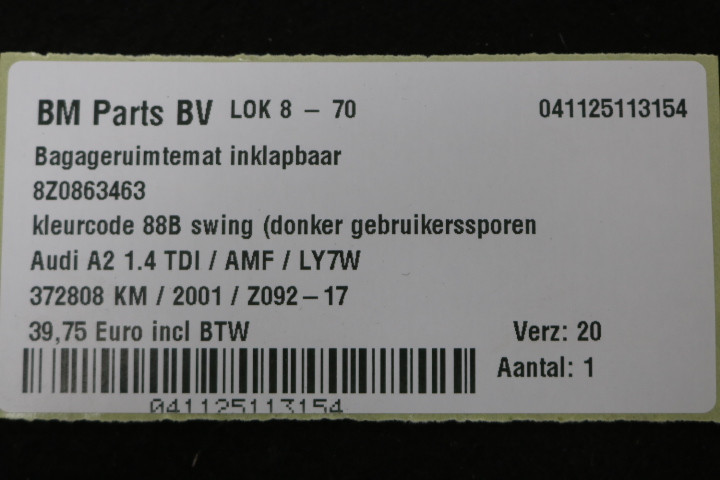 BM Parts BV LOK 8 – 70 041125113154
Bagageruimtemat inklapbaar
8Z0863463
kleurcode 88B swing (donker gebruikerssporen
Audi A2 1.4 TDI / AMF / LY7W
372808 KM / 2001 / Z092–17
39,75 Euro incl BTW Verz: 20
Aantal: 1
041125113154